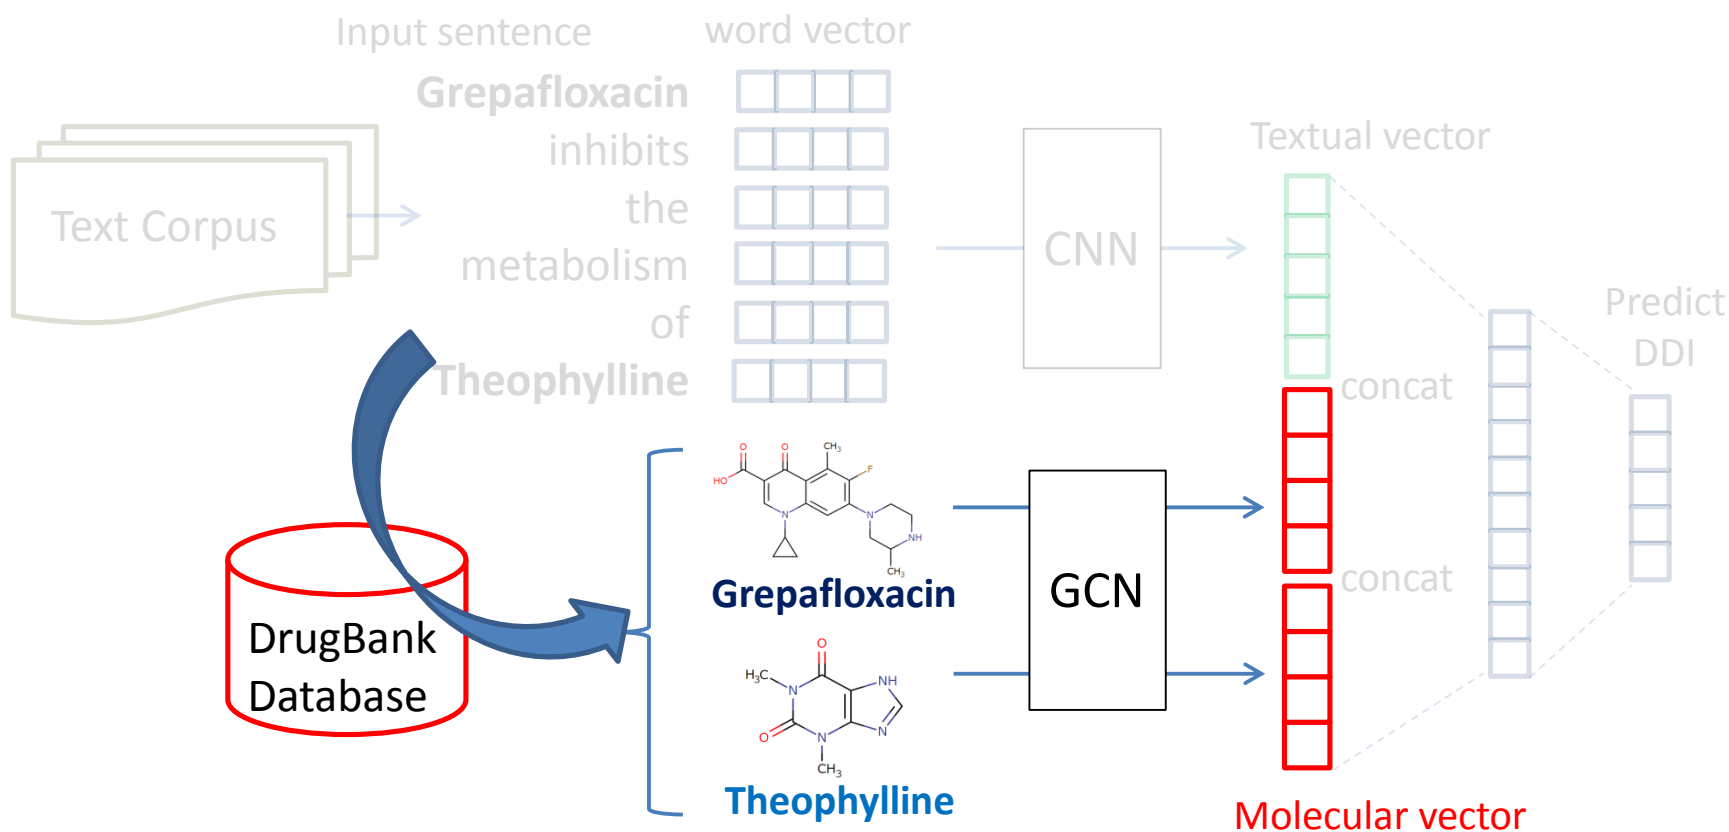 Input sentence
word vector
Grepafloxacin
inhibits
the
metabolism
of
Theophylline
Text Corpus
CNN
Textual vector
Predict
DDI
concat
concat
DrugBank
Database
O
O
CH₃
HO
F
N
N
NH
CH₃
Grepafloxacin
O
H₃C
N
NH
O
N
N
CH₃
Theophylline
GCN
Molecular vector